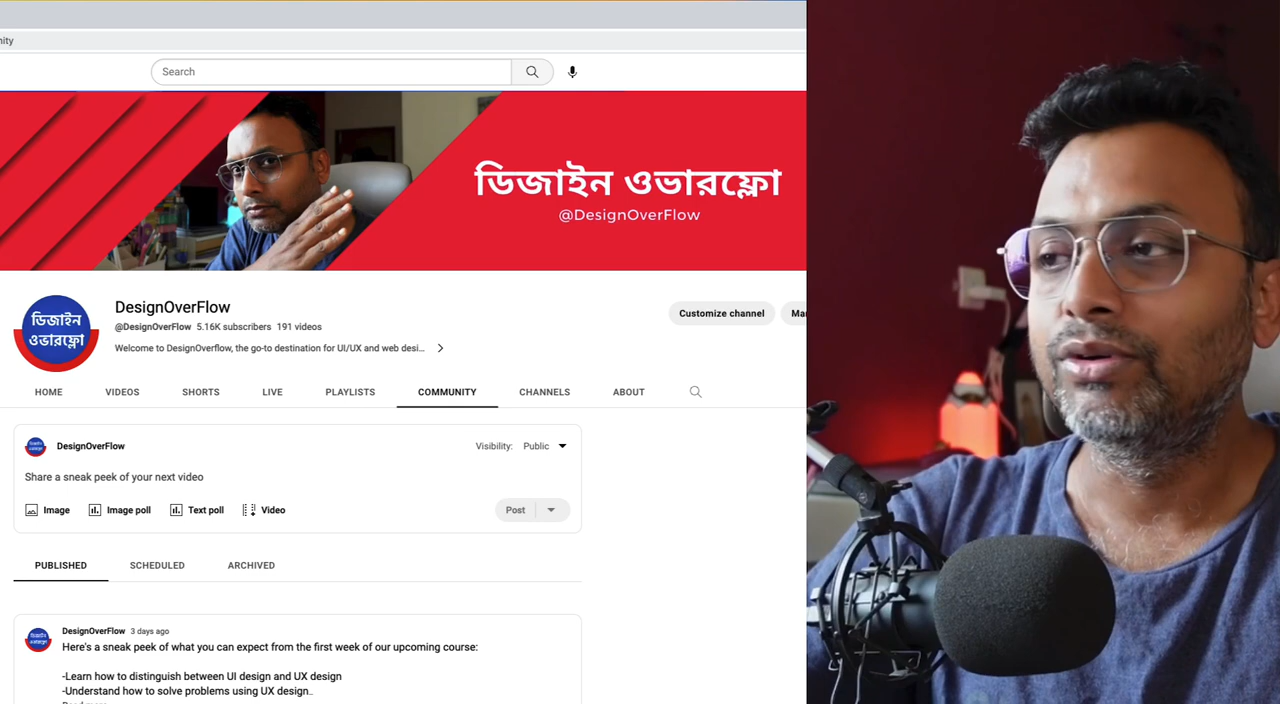 nity
Search
ডিজাইন ওভারফ্লো
@DesignOverFlow
ডিজাইন
ওভারফ্লো
DesignOverFlow
@DesignOverFlow 5.16K subscribers 191 videos
Customize channel
Welcome to DesignOverflow, the go-to destination for UI/UX and web desi...
HOME VIDEOS SHORTS LIVE PLAYLISTS COMMUNITY CHANNELS ABOUT
DesignOverFlow
Visibility: Public
Share a sneak peek of your next video
Image Image poll Text poll Video
Post
PUBLISHED SCHEDULED ARCHIVED
DesignOverFlow 3 days ago
Here's a sneak peek of what you can expect from the first week of our upcoming course:
-Learn how to distinguish between UI design and UX design
-Understand how to solve problems using UX design..